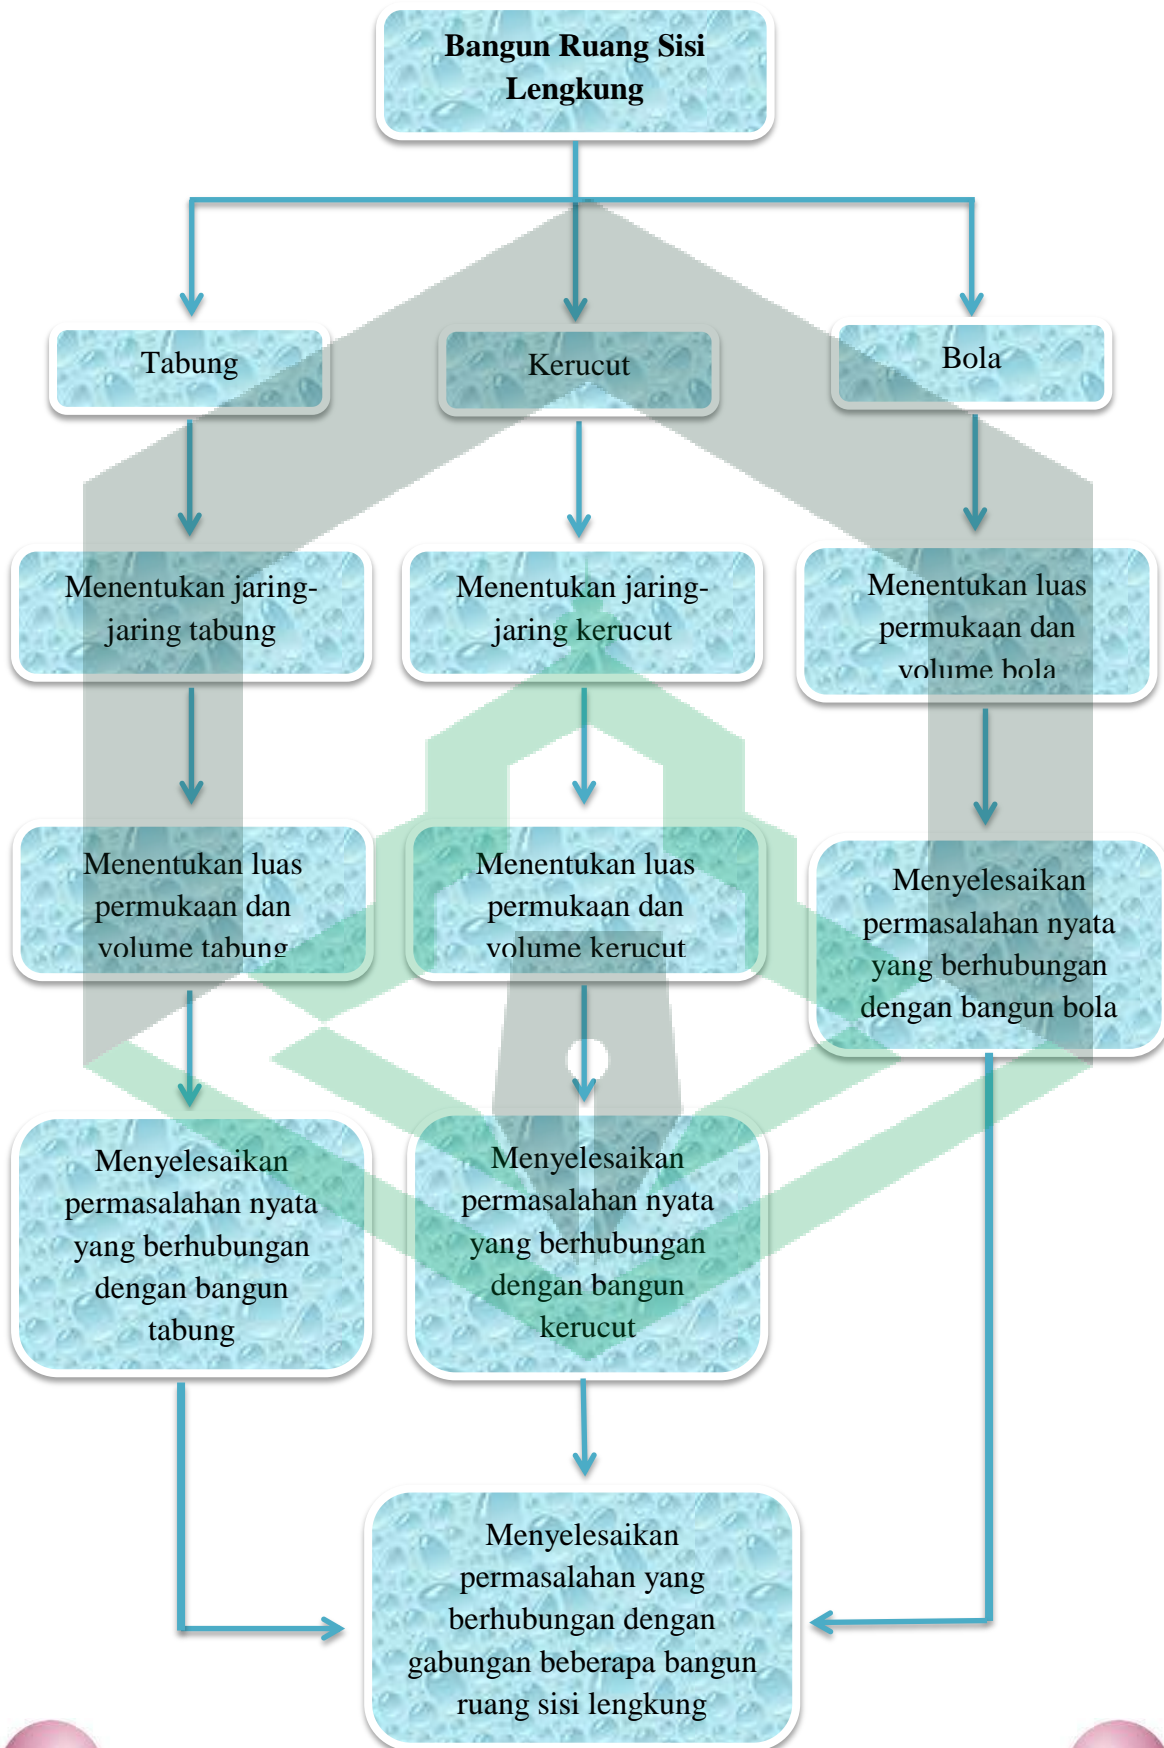 Bangun Ruang Sisi
Lengkung
Tabung
Kerucut
Bola
Menentukan jaring-
jaring tabung
Menentukan jaring-
jaring kerucut
Menentukan luas
permukaan dan
volume bola
Menentukan luas
permukaan dan
volume tabung
Menentukan luas
permukaan dan
volume kerucut
Menyelesaikan
permasalahan nyata
yang berhubungan
dengan bangun bola
Menyelesaikan
permasalahan nyata
yang berhubungan
dengan bangun
tabung
Menyelesaikan
permasalahan nyata
yang berhubungan
dengan bangun
kerucut
Menyelesaikan
permasalahan yang
berhubungan dengan
gabungan beberapa bangun
ruang sisi lengkung